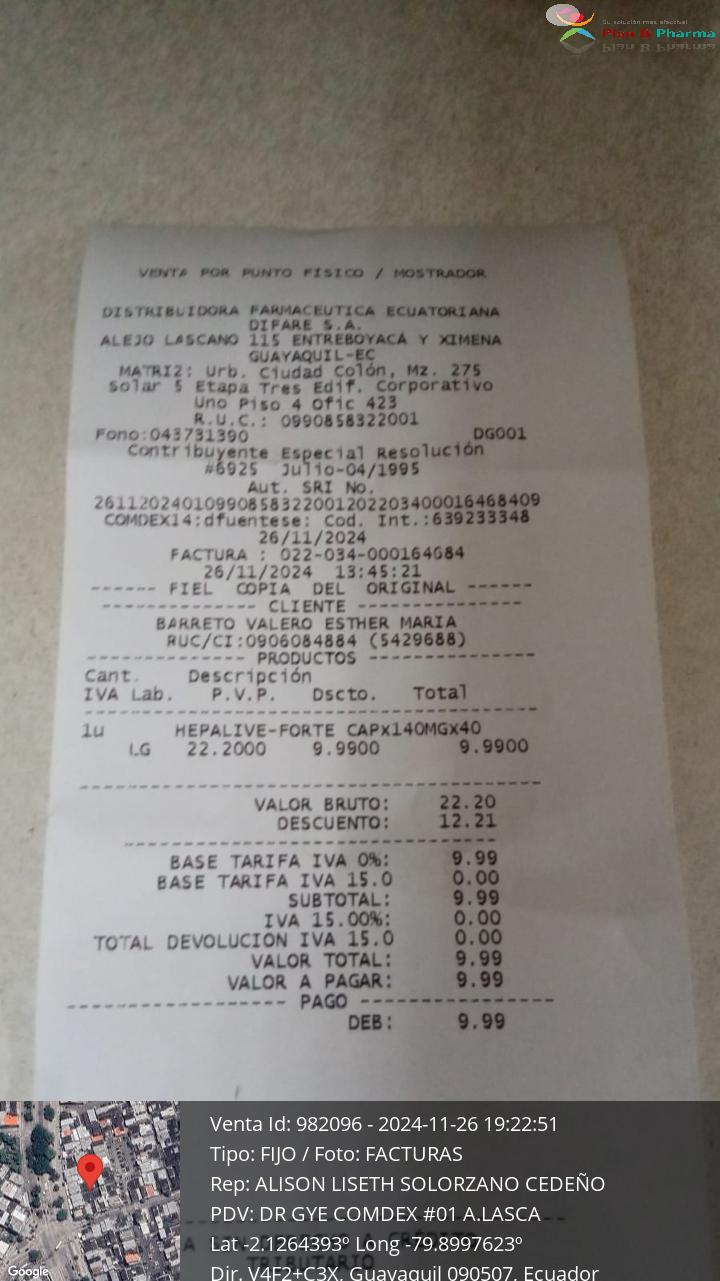 Su solución más efectiva!
Plan B Pharma
VENTA POR PUNTO FÍSICO / MOSTRADOR
DISTRIBUIDORA FARMACEUTICA ECUATORIANA
DIFARE S.A.
ALEJO LASCANO 115 ENTREBOYACÁ Y XIMENA
GUAYAQUIL-EC
MATRIZ: Urb. Ciudad Colón, Mz. 275
Solar 5 Etapa Tres Edif. Corporativo
Uno Piso 4 Ofic 423
R.U.C.: 0990858322001
Fono:043731390 DG001
Contribuyente Especial Resolución
#6925 Julio-04/1995
Aut. SRI No.
2611202401099085832200120220340001646840​9
COMDEX14:dfuentese: Cod. Int.:639233348
26/11/2024
FACTURA : 022-034-000164684
26/11/2024 13:45:21
------ FIEL COPIA DEL ORIGINAL ------
-------------- CLIENTE ---------------
BARRETO VALERO ESTHER MARIA
RUC/CI:0906084884 (5429688)
-------------- PRODUCTOS ---------------
Cant. Descripción
IVA Lab. P.V.P. Dscto. Total
1u HEPALIVE-FORTE CAPx140MGx40
LG 22.2000 9.9900 9.9900
VALOR BRUTO: 22.20
DESCUENTO: 12.21
BASE TARIFA IVA 0%: 9.99
BASE TARIFA IVA 15.0 0.00
SUBTOTAL: 9.99
IVA 15.00%: 0.00
TOTAL DEVOLUCION IVA 15.0 0.00
VALOR TOTAL: 9.99
VALOR A PAGAR: 9.99
----------------- PAGO ---------------
DEB: 9.99
Venta Id: 982096 - 2024-11-26 19:22:51
Tipo: FIJO / Foto: FACTURAS
Rep: ALISON LISETH SOLORZANO CEDEÑO
PDV: DR GYE COMDEX #01 A.LASCA
Lat -2.1264393º Long -79.8997623º
TRIBUTARIO
Dir. V4F2+C3X, Guayaquil 090507, Ecuador
Google